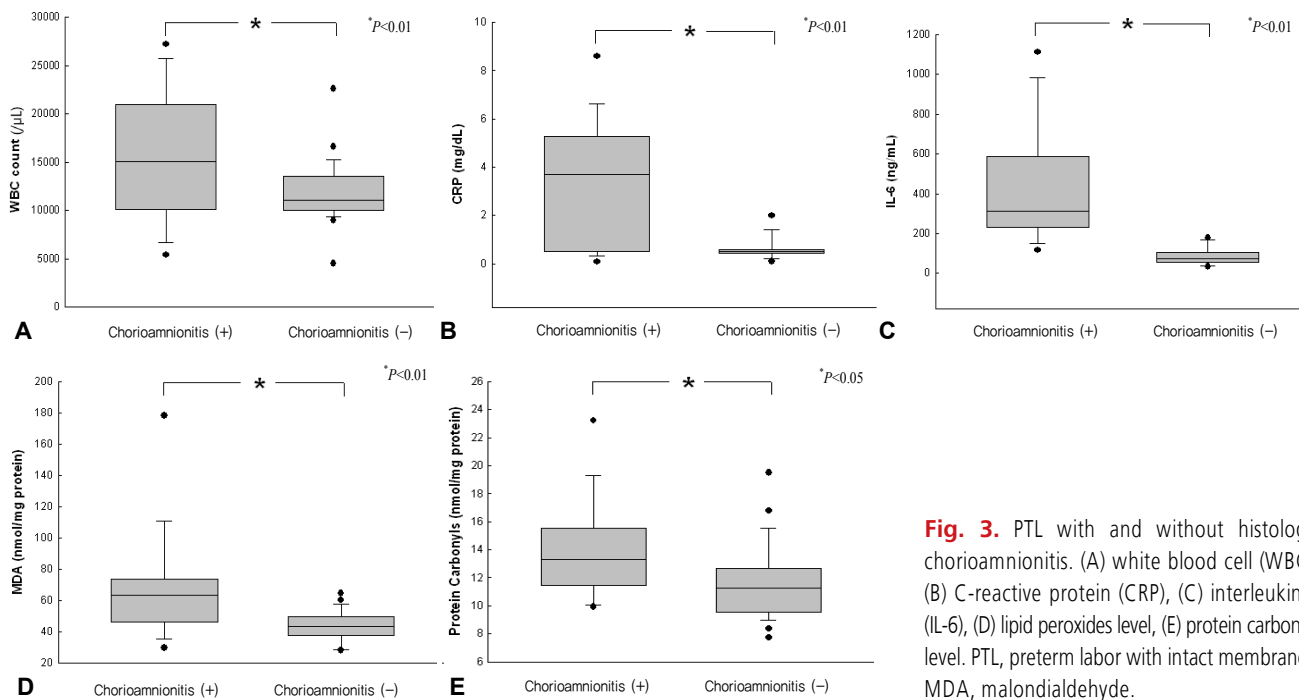 30000
25000
20000
15000
10000
5000
0
WBC count (/μL)
*
*P<0.01
Chorioamnionitis (+)
Chorioamnionitis (−)
A
10
8
6
4
2
0
CRP (mg/dL)
*
*P<0.01
Chorioamnionitis (+)
Chorioamnionitis (−)
B
1200
1000
800
600
400
200
0
IL-6 (ng/mL)
*
*P<0.01
Chorioamnionitis (+)
Chorioamnionitis (−)
C
200
180
160
140
120
100
80
60
40
20
MDA (nmol/mg protein)
*
*P<0.01
Chorioamnionitis (+)
Chorioamnionitis (−)
D
26
24
22
20
18
16
14
12
10
8
6
Protein Carbonyls (nmol/mg protein)
*
*P<0.05
Chorioamnionitis (+)
Chorioamnionitis (−)
E
Fig. 3. PTL with and without histolog
chorioamnionitis. (A) white blood cell (WBC
(B) C-reactive protein (CRP), (C) interleukin
(IL-6), (D) lipid peroxides level, (E) protein carbon
level. PTL, preterm labor with intact membran
MDA, malondialdehyde.